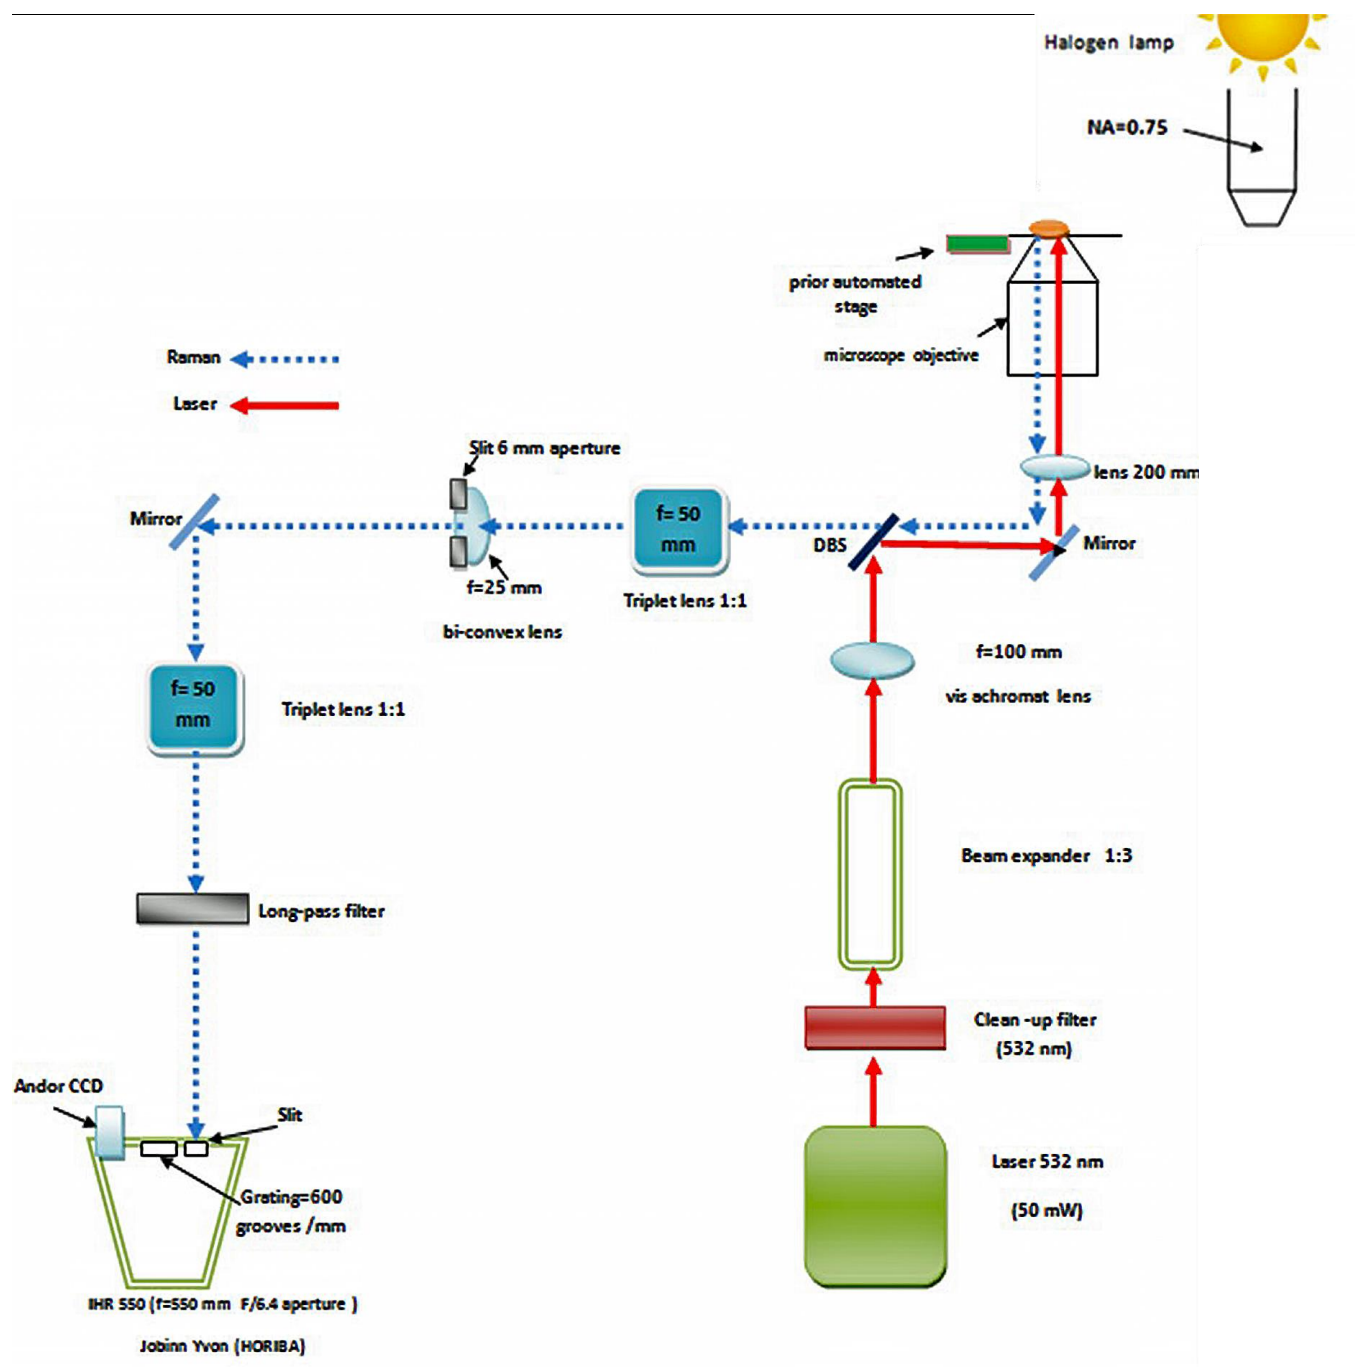 Halogen lamp
NA=0.75
prior automated
stage
microscope objective
Raman
Laser
Slit 6 mm aperture
lens 200 mm
Mirror
f= 50
mm
DBS
Mirror
f=25 mm
Triplet lens 1:1
bi-convex lens
f=100 mm
vis achromat lens
f= 50
mm
Triplet lens 1:1
Beam expander 1:3
Long-pass filter
Clean -up filter
(532 nm)
Andor CCD
Slit
Laser 532 nm
(50 mW)
Grating=600
grooves /mm
IHR 550 (f=550 mm F/6.4 aperture )
Jobinn Yvon (HORIBA)